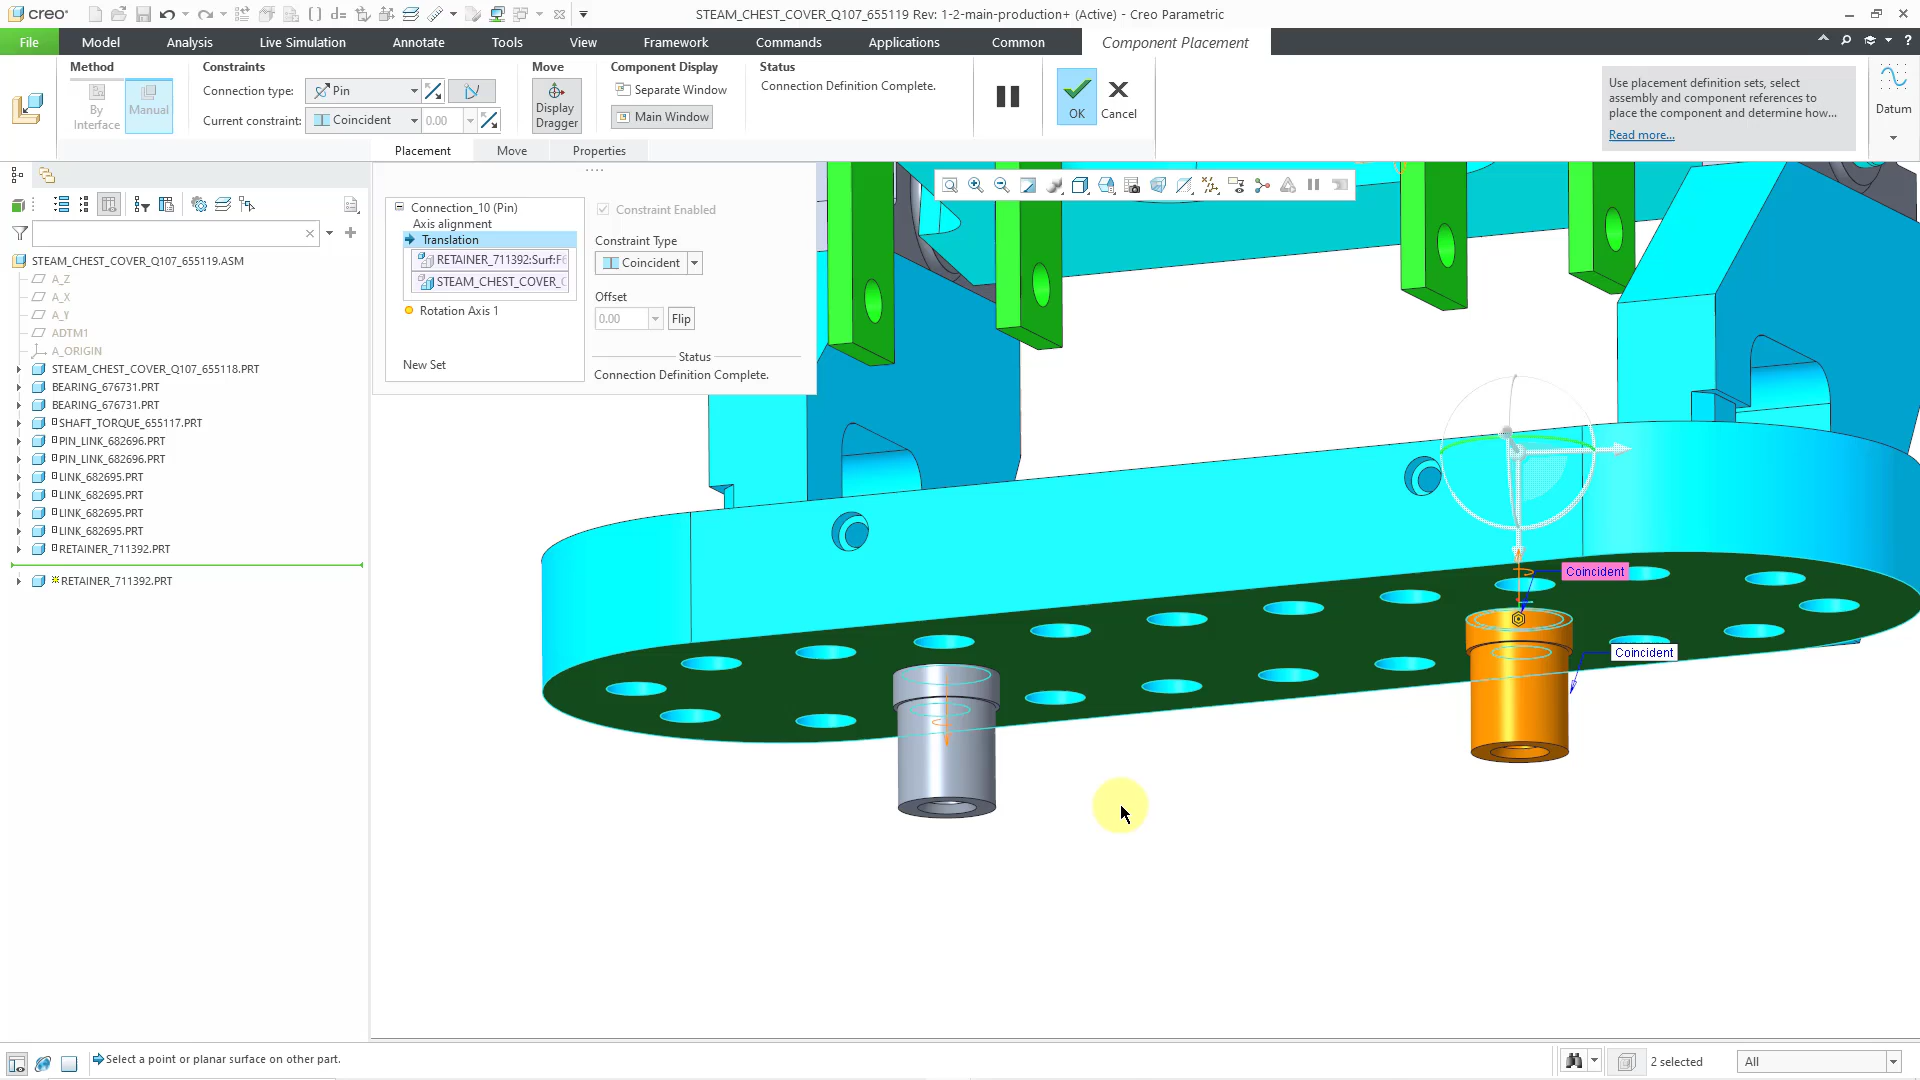 creo
STEAM_CHEST_COVER_Q107_655119 Rev: 1-2-main-production+ (Active) - Creo Parametric
File
Model
Analysis
Live Simulation
Annotate
Tools
View
Framework
Commands
Applications
Common
Component Placement
Method
By Interface
Manual
Constraints
Connection type:
Pin
Current constraint:
Coincident
0.00
Move
Display Dragger
Component Display
Separate Window
Main Window
Status
Connection Definition Complete.
OK
Cancel
Use placement definition sets, select
assembly and component references to
place the component and determine how...
Read more...
Datum
Placement
Move
Properties
Connection_10 (Pin)
Axis alignment
Translation
RETAINER_711392:Surf:F
STEAM_CHEST_COVER_
Rotation Axis 1
New Set
Constraint Enabled
Constraint Type
Coincident
Offset
0.00
Flip
Status
Connection Definition Complete.
STEAM_CHEST_COVER_Q107_655119.ASM
A_Z
A_X
A_Y
ADTM1
A_ORIGIN
STEAM_CHEST_COVER_Q107_655118.PRT
BEARING_676731.PRT
BEARING_676731.PRT
SHAFT_TORQUE_655117.PRT
PIN_LINK_682696.PRT
PIN_LINK_682696.PRT
LINK_682695.PRT
LINK_682695.PRT
LINK_682695.PRT
LINK_682695.PRT
RETAINER_711392.PRT
RETAINER_711392.PRT
Coincident
Coincident
Select a point or planar surface on other part.
2 selected
All